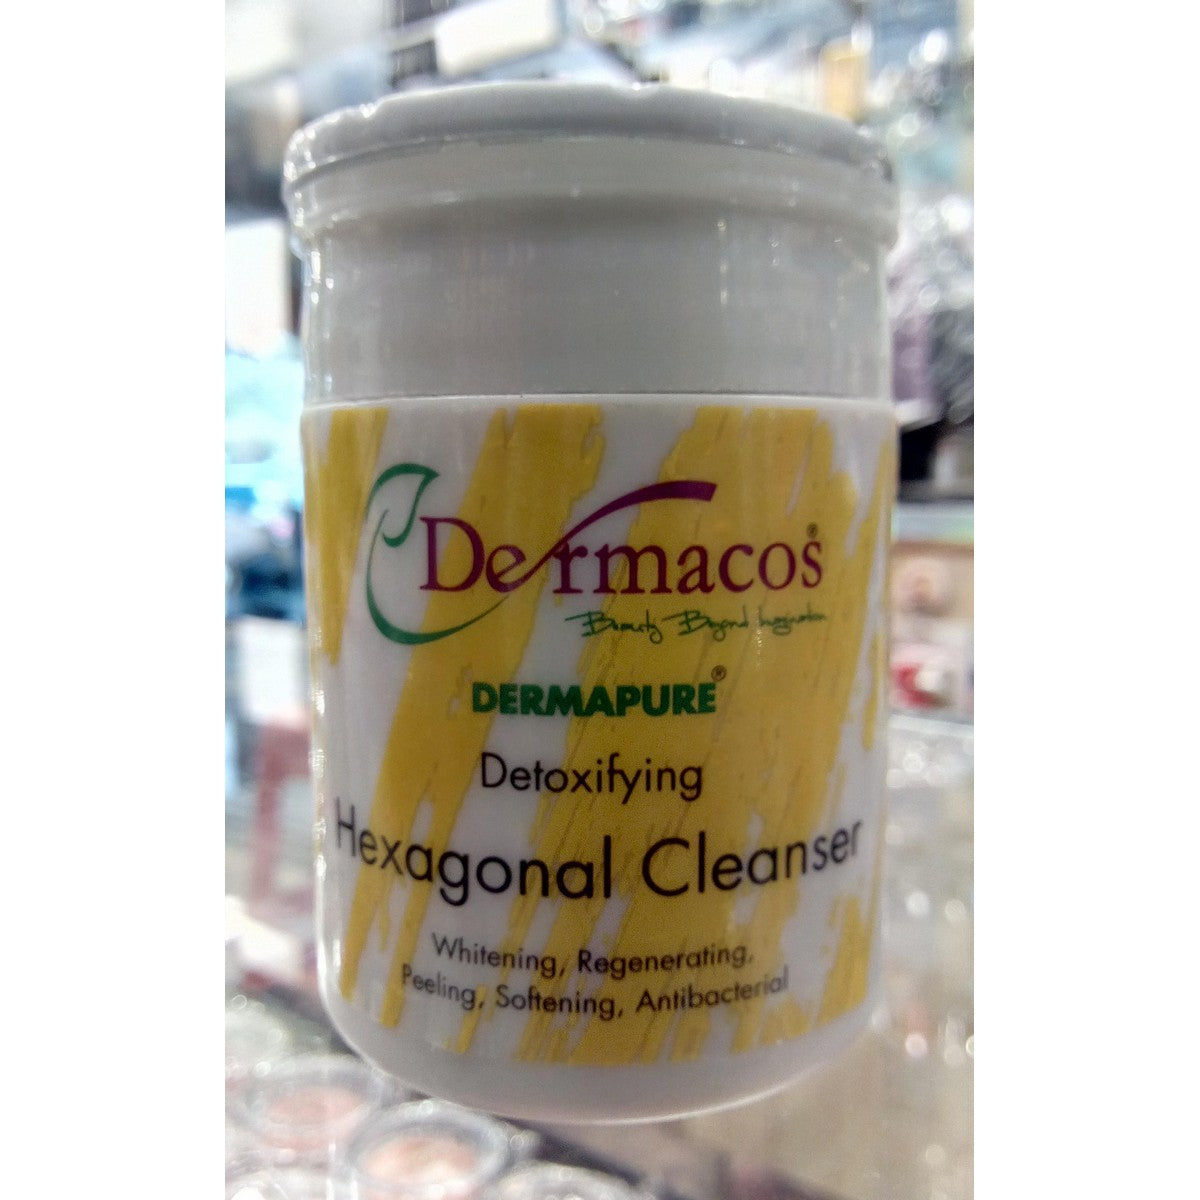 Dermacos®
Beauty Beyond Imagination
DERMAPURE®
Detoxifying
Hexagonal Cleanser
Whitening, Regenerating,
Peeling, Softening, Antibacterial